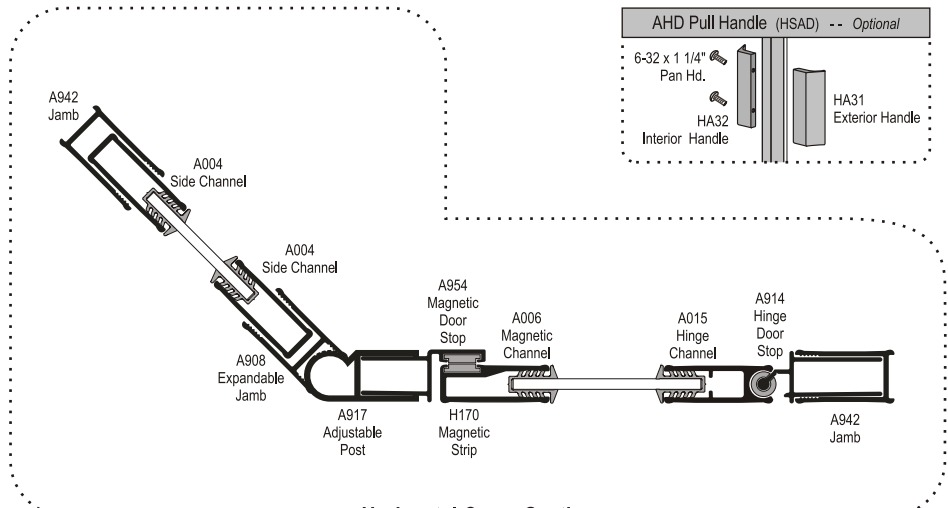 AHD Pull Handle (HSAD) -- Optional
6-32 x 1 1/4"
Pan Hd.
HA32
Interior Handle
HA31
Exterior Handle
A942
Jamb
A004
Side Channel
A004
Side Channel
A954
Magnetic
Door
Stop
A006
Magnetic
Channel
A015
Hinge
Channel
A914
Hinge
Door
Stop
A908
Expandable
Jamb
A917
Adjustable
Post
H170
Magnetic
Strip
A942
Jamb